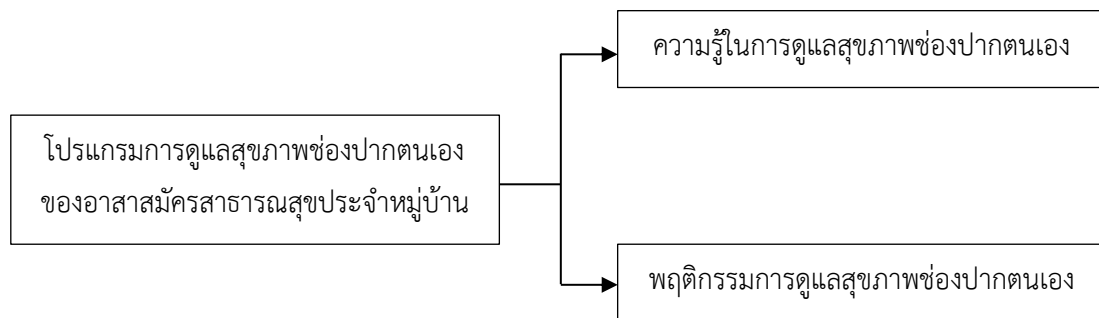 ความรู้ในการดูแลสุขภาพช่องปากตนเอง
โปรแกรมการดูแลสุขภาพช่องปากตนเอง
ของอาสาสมัครสาธารณสุขประจำหมู่บ้าน
พฤติกรรมการดูแลสุขภาพช่องปากตนเอง